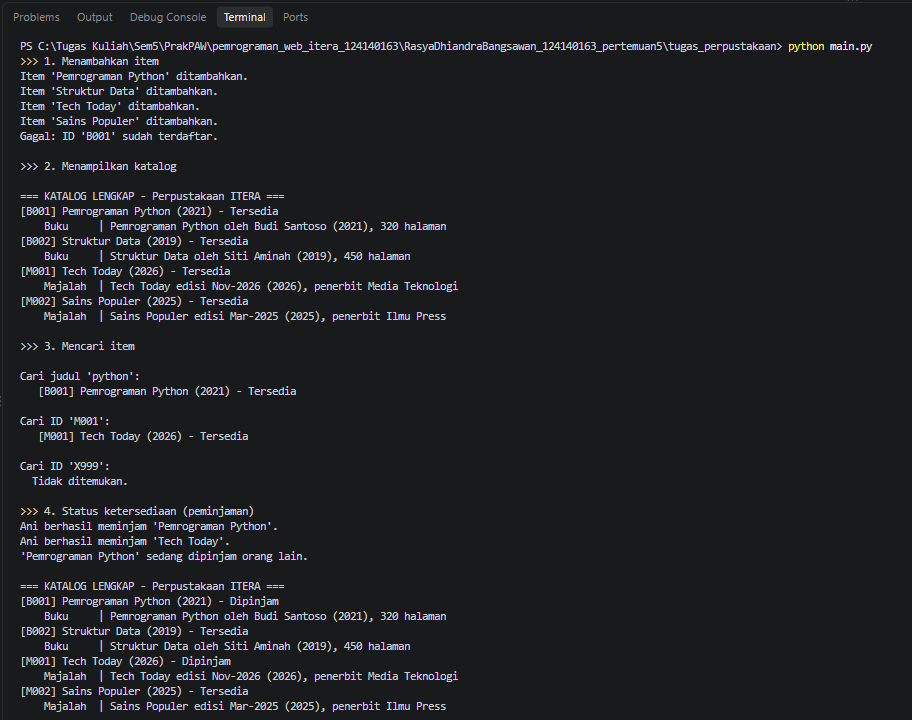 Problems Output Debug Console Terminal Ports
PS C:\Tugas Kuliah\Sem5\PrakPAW\pemrograman_web_itera_124140163\RasyaDhiandraBangsawan_124140163_pertemuan5\tugas_perpustakaan> python main.py
>>> 1. Menambahkan item
Item 'Pemrograman Python' ditambahkan.
Item 'Struktur Data' ditambahkan.
Item 'Tech Today' ditambahkan.
Item 'Sains Populer' ditambahkan.
Gagal: ID 'B001' sudah terdaftar.

>>> 2. Menampilkan katalog

=== KATALOG LENGKAP - Perpustakaan ITERA ===
[B001] Pemrograman Python (2021) - Tersedia
    Buku     | Pemrograman Python oleh Budi Santoso (2021), 320 halaman
[B002] Struktur Data (2019) - Tersedia
    Buku     | Struktur Data oleh Siti Aminah (2019), 450 halaman
[M001] Tech Today (2026) - Tersedia
    Majalah  | Tech Today edisi Nov-2026 (2026), penerbit Media Teknologi
[M002] Sains Populer (2025) - Tersedia
    Majalah  | Sains Populer edisi Mar-2025 (2025), penerbit Ilmu Press

>>> 3. Mencari item

Cari judul 'python':
   [B001] Pemrograman Python (2021) - Tersedia

Cari ID 'M001':
   [M001] Tech Today (2026) - Tersedia

Cari ID 'X999':
  Tidak ditemukan.

>>> 4. Status ketersediaan (peminjaman)
Ani berhasil meminjam 'Pemrograman Python'.
Ani berhasil meminjam 'Tech Today'.
'Pemrograman Python' sedang dipinjam orang lain.

=== KATALOG LENGKAP - Perpustakaan ITERA ===
[B001] Pemrograman Python (2021) - Dipinjam
    Buku     | Pemrograman Python oleh Budi Santoso (2021), 320 halaman
[B002] Struktur Data (2019) - Tersedia
    Buku     | Struktur Data oleh Siti Aminah (2019), 450 halaman
[M001] Tech Today (2026) - Dipinjam
    Majalah  | Tech Today edisi Nov-2026 (2026), penerbit Media Teknologi
[M002] Sains Populer (2025) - Tersedia
    Majalah  | Sains Populer edisi Mar-2025 (2025), penerbit Ilmu Press